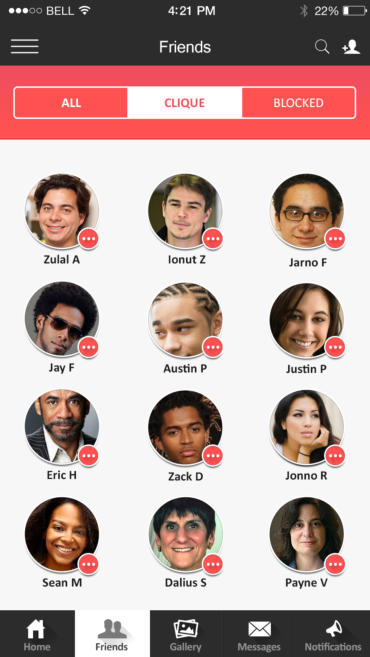 BELL 4:21 PM 22%
Friends
ALL CLIQUE BLOCKED
Zulal A Ionut Z Jarno F
Jay F Austin P Justin P
Eric H Zack D Jonno R
Sean M Dalius S Payne V
Home Friends Gallery Messages Notifications